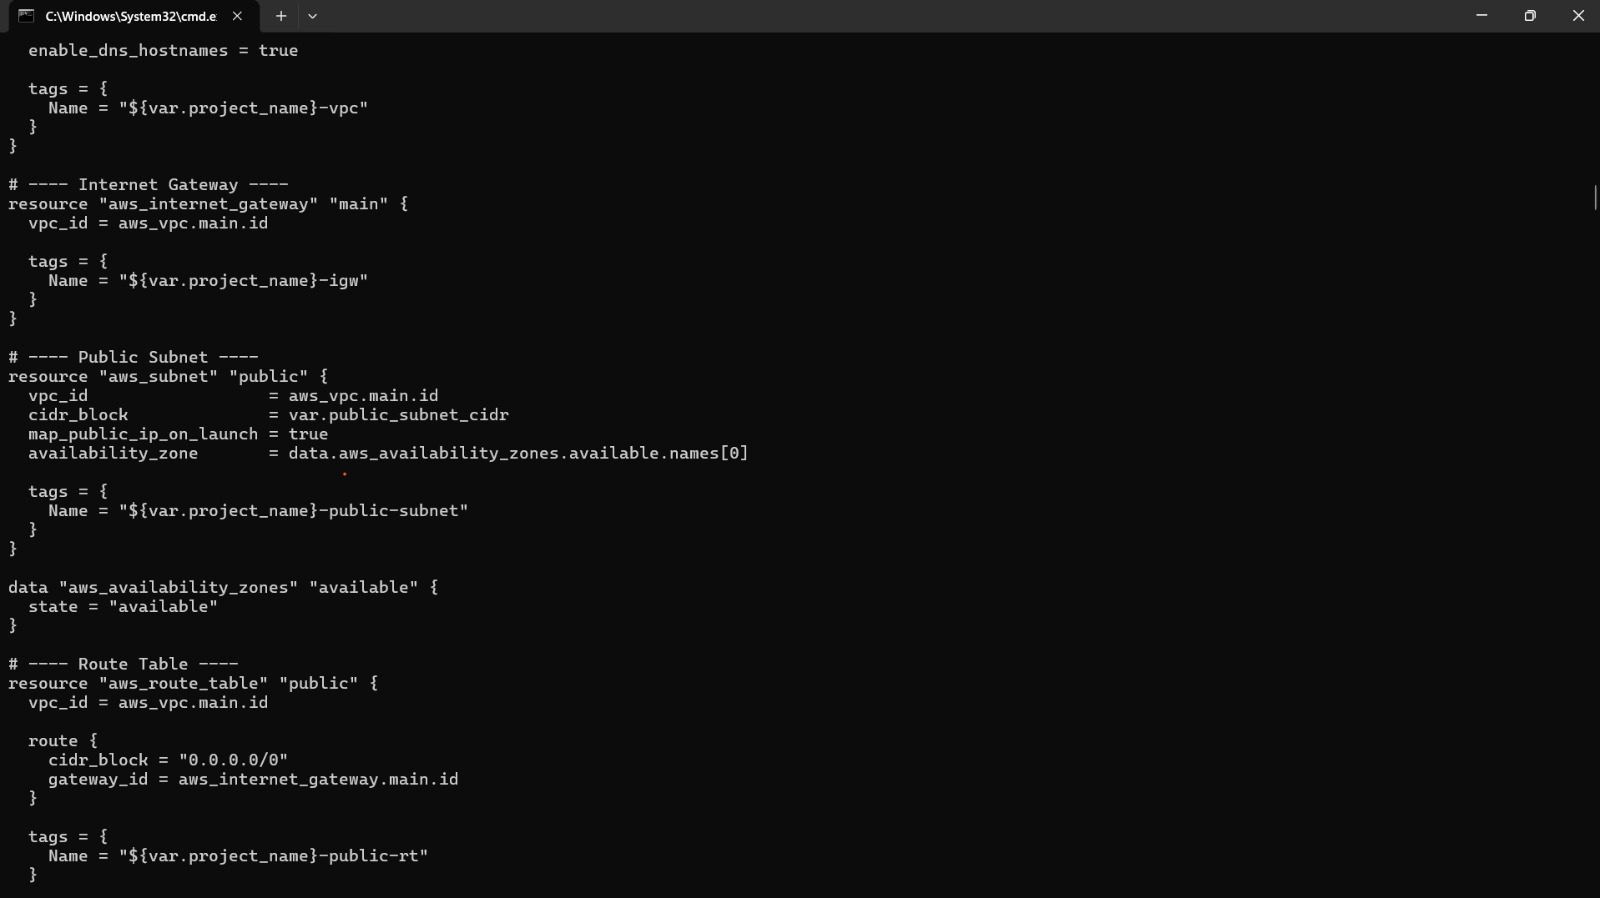 C:\Windows\System32\cmd.e
enable_dns_hostnames = true
tags = {
Name = "${var.project_name}-vpc"
}
}
# ---- Internet Gateway ----
resource "aws_internet_gateway" "main" {
vpc_id = aws_vpc.main.id
tags = {
Name = "${var.project_name}-igw"
}
}
# ---- Public Subnet ----
resource "aws_subnet" "public" {
vpc_id                  = aws_vpc.main.id
cidr_block              = var.public_subnet_cidr
map_public_ip_on_launch = true
availability_zone       = data.aws_availability_zones.available.names[0]
tags = {
Name = "${var.project_name}-public-subnet"
}
}
data "aws_availability_zones" "available" {
state = "available"
}
# ---- Route Table ----
resource "aws_route_table" "public" {
vpc_id = aws_vpc.main.id
route {
cidr_block = "0.0.0.0/0"
gateway_id = aws_internet_gateway.main.id
}
tags = {
Name = "${var.project_name}-public-rt"
}